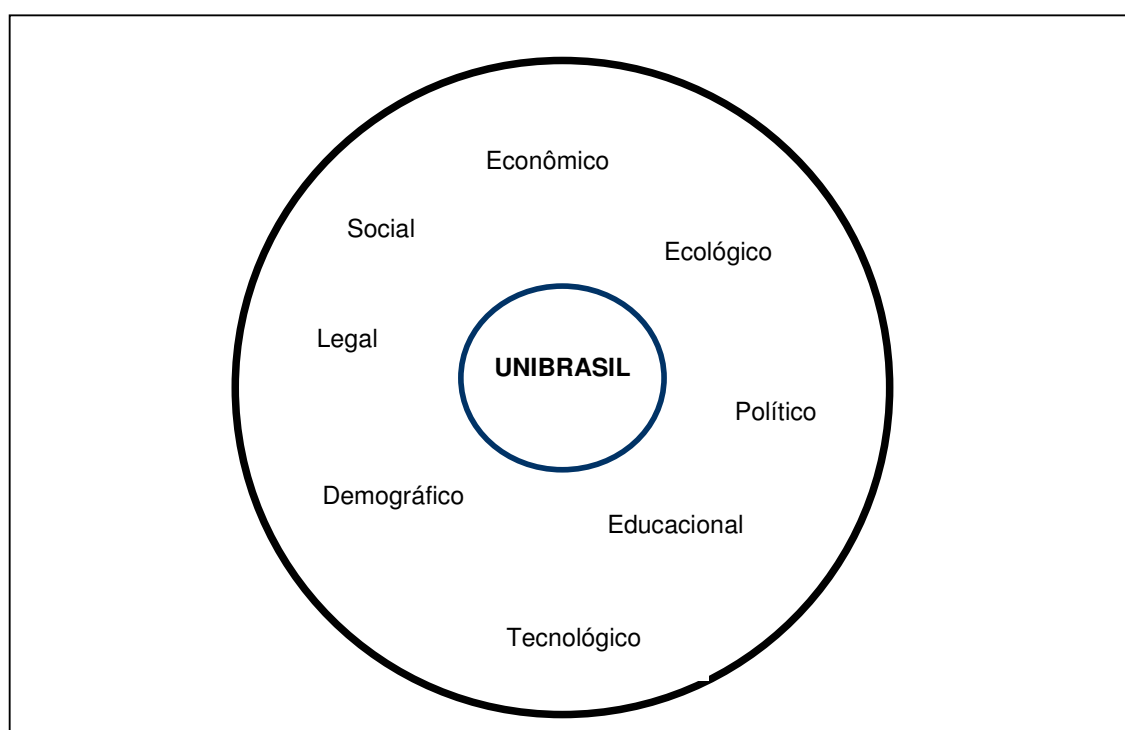 Econômico
Social
Ecológico
Legal
UNIBRASIL
Político
Demográfico
Educacional
Tecnológico